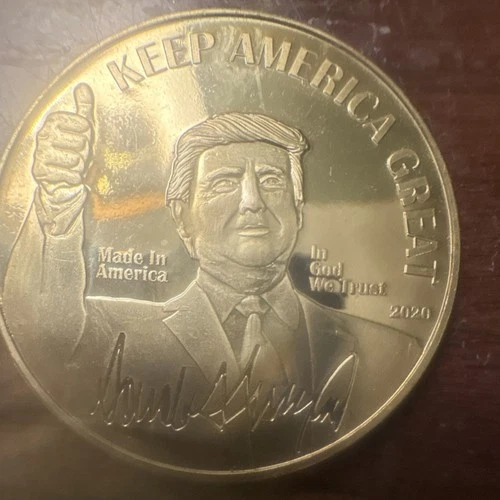 KEEP AMERICA GREAT
Made In
America
In
God
We Trust
2020